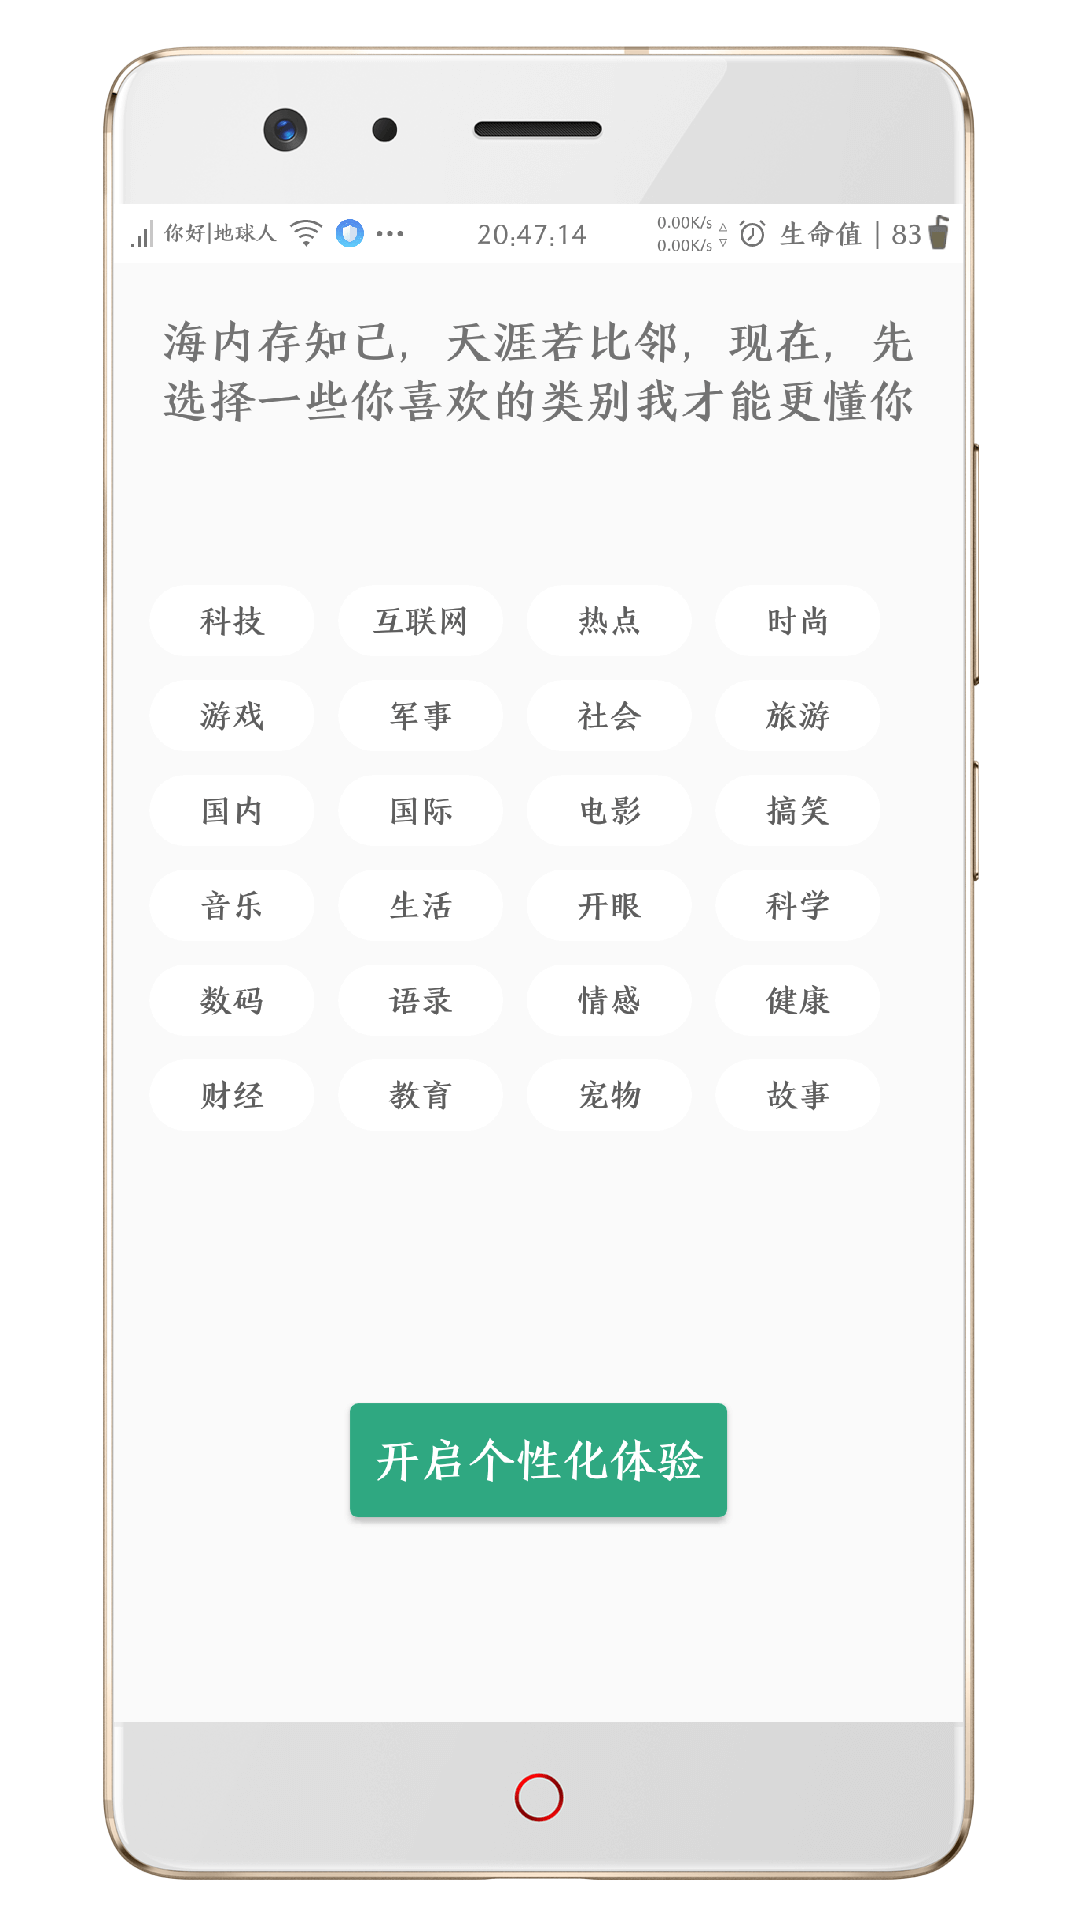 你好|地球人 20:47:14 0.00K/s 0.00K/s 生命值 | 83
海内存知己，天涯若比邻，现在，先
选择一些你喜欢的类别我才能更懂你
科技 互联网 热点 时尚
游戏 军事 社会 旅游
国内 国际 电影 搞笑
音乐 生活 开眼 科学
数码 语录 情感 健康
财经 教育 宠物 故事
开启个性化体验